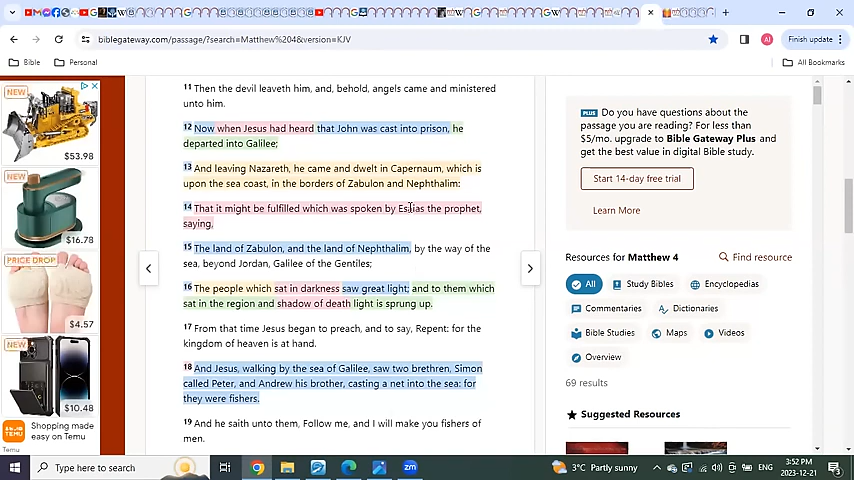 biblegateway.com/passage/?search=Matthew%204&version=KJV
Finish update
Bible
Personal
All Bookmarks
NEW
$53.98
NEW
$16.78
PRICE DROP
$4.57
NEW
$10.48
TEMU
Shopping made
easy on Temu
11 Then the devil leaveth him, and, behold, angels came and ministered
unto him.
12 Now when Jesus had heard that John was cast into prison, he
departed into Galilee;
13 And leaving Nazareth, he came and dwelt in Capernaum, which is
upon the sea coast, in the borders of Zabulon and Nephthalim:
14 That it might be fulfilled which was spoken by Esaias the prophet,
saying,
15 The land of Zabulon, and the land of Nephthalim, by the way of the
sea, beyond Jordan, Galilee of the Gentiles;
16 The people which sat in darkness saw great light; and to them which
sat in the region and shadow of death light is sprung up.
17 From that time Jesus began to preach, and to say, Repent: for the
kingdom of heaven is at hand.
18 And Jesus, walking by the sea of Galilee, saw two brethren, Simon
called Peter, and Andrew his brother, casting a net into the sea: for
they were fishers.
19 And he saith unto them, Follow me, and I will make you fishers of
men.
PLUS Do you have questions about the
passage you are reading? For less than
$5/mo. upgrade to Bible Gateway Plus and
get the best value in digital Bible study.
Start 14-day free trial
Learn More
Resources for Matthew 4
Find resource
All
Study Bibles
Encyclopedias
Commentaries
Dictionaries
Bible Studies
Maps
Videos
Overview
69 results
Suggested Resources
Type here to search
zm
3°C Partly sunny
ENG
3:52 PM
2023-12-21
3